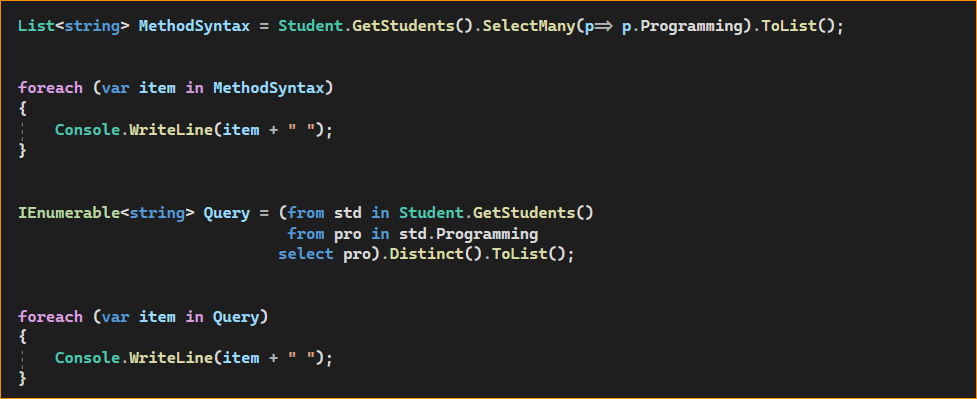 List<string> MethodSyntax = Student.GetStudents().SelectMany(p=> p.Programming).ToList();
foreach (var item in MethodSyntax)
{
    Console.WriteLine(item + " ");
}
IEnumerable<string> Query = (from std in Student.GetStudents()
                             from pro in std.Programming
                            select pro).Distinct().ToList();
foreach (var item in Query)
{
    Console.WriteLine(item + " ");
}